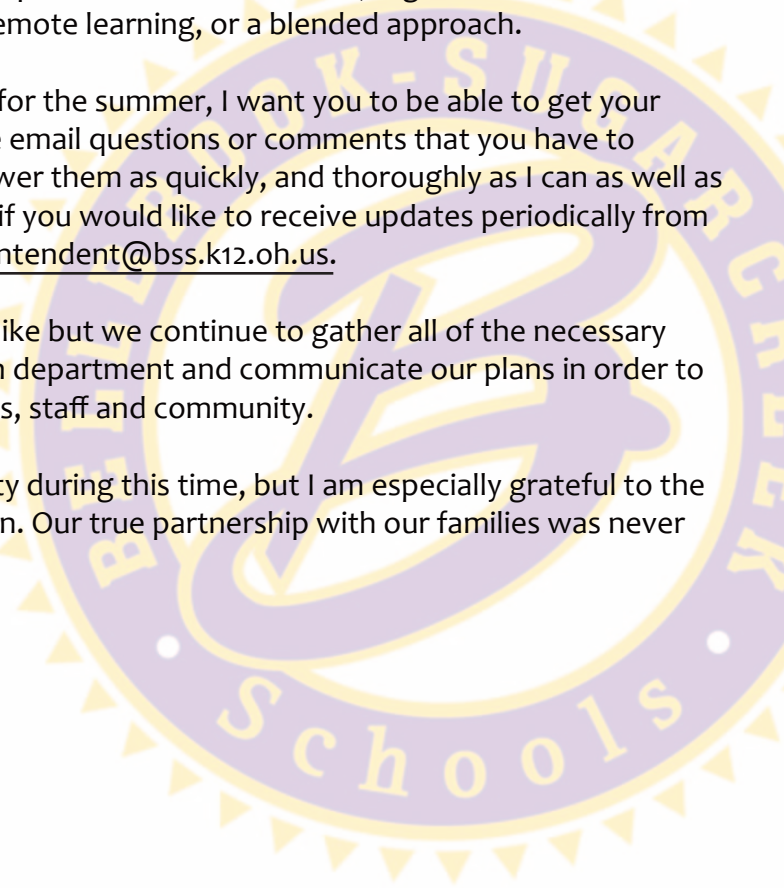 emote learning, or a blended approach.
for the summer, I want you to be able to get your
e email questions or comments that you have to
wer them as quickly, and thoroughly as I can as well as
if you would like to receive updates periodically from
ntendent@bss.k12.oh.us.
ike but we continue to gather all of the necessary
n department and communicate our plans in order to
s, staff and community.
ty during this time, but I am especially grateful to the
n. Our true partnership with our families was never
BELLBROOK-SUGARCREEK
Schools
B